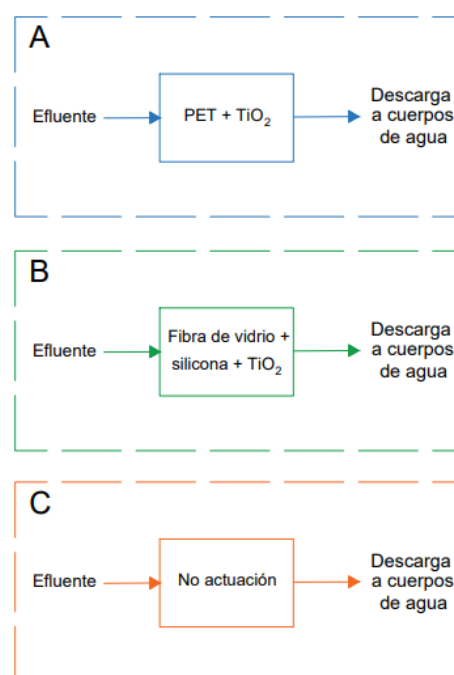 A
Efluente
PET + TiO₂
Descarga
a cuerpos
de agua
B
Efluente
Fibra de vidrio +
silicona + TiO₂
Descarga
a cuerpos
de agua
C
Efluente
No actuación
Descarga
a cuerpos
de agua